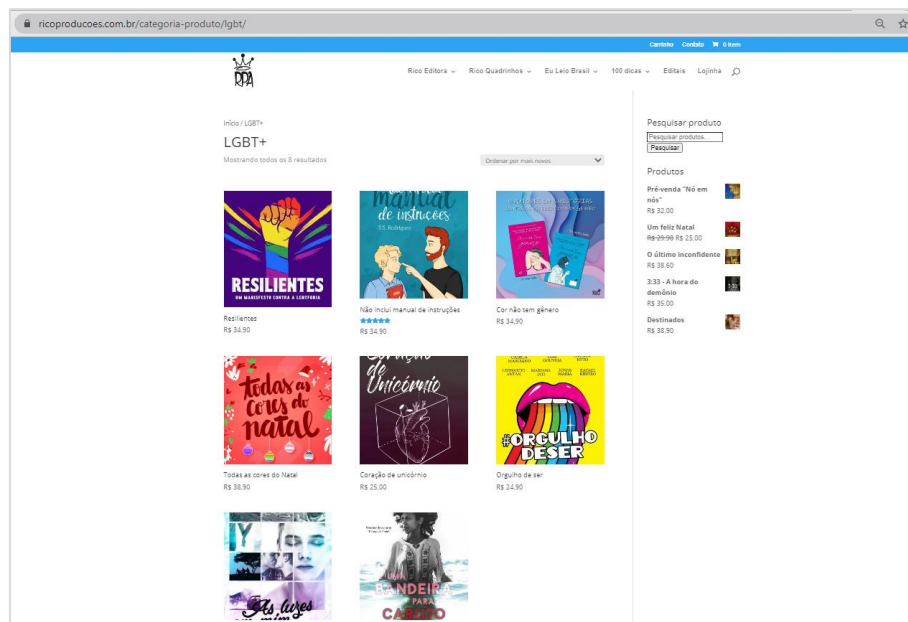 ricoproducoes.com.br/categoria-produto/lgbt/
Carrinho Contato 0 Item
RPA
Rico Editora Rico Quadrinhos Eu Leio Brasil 100 dicas Editais Lojinha
Início / LGBT+
LGBT+
Mostrando todos os 8 resultados
Ordenar por mais novos
RESILIENTES
UM MANIFESTO CONTRA A LGBTFOBIA
Resilientes
R$ 34,90
manual
de instruções
S.S. Rodrigues
Não inclui manual de instruções
R$ 34,90
Cor não tem gênero
R$ 34,90
Todas as
cores do
natal
Todas as cores do Natal
R$ 38,90
Coração
de
Unicórnio
Coração de unicórnio
R$ 25,00
#ORGULHO
DE SER
Orgulho de ser
R$ 24,90
As luzes
em mim
UMA
BANDEIRA
PARA
CARLITO
Pesquisar produto
Pesquisar produtos...
Pesquisar
Produtos
Pré-venda "Nó em
nós"
R$ 32,00
Um feliz Natal
R$ 29,90 R$ 25,00
O último inconfidente
R$ 38,60
3:33 - A hora do
demônio
R$ 35,00
Destinados
R$ 38,90